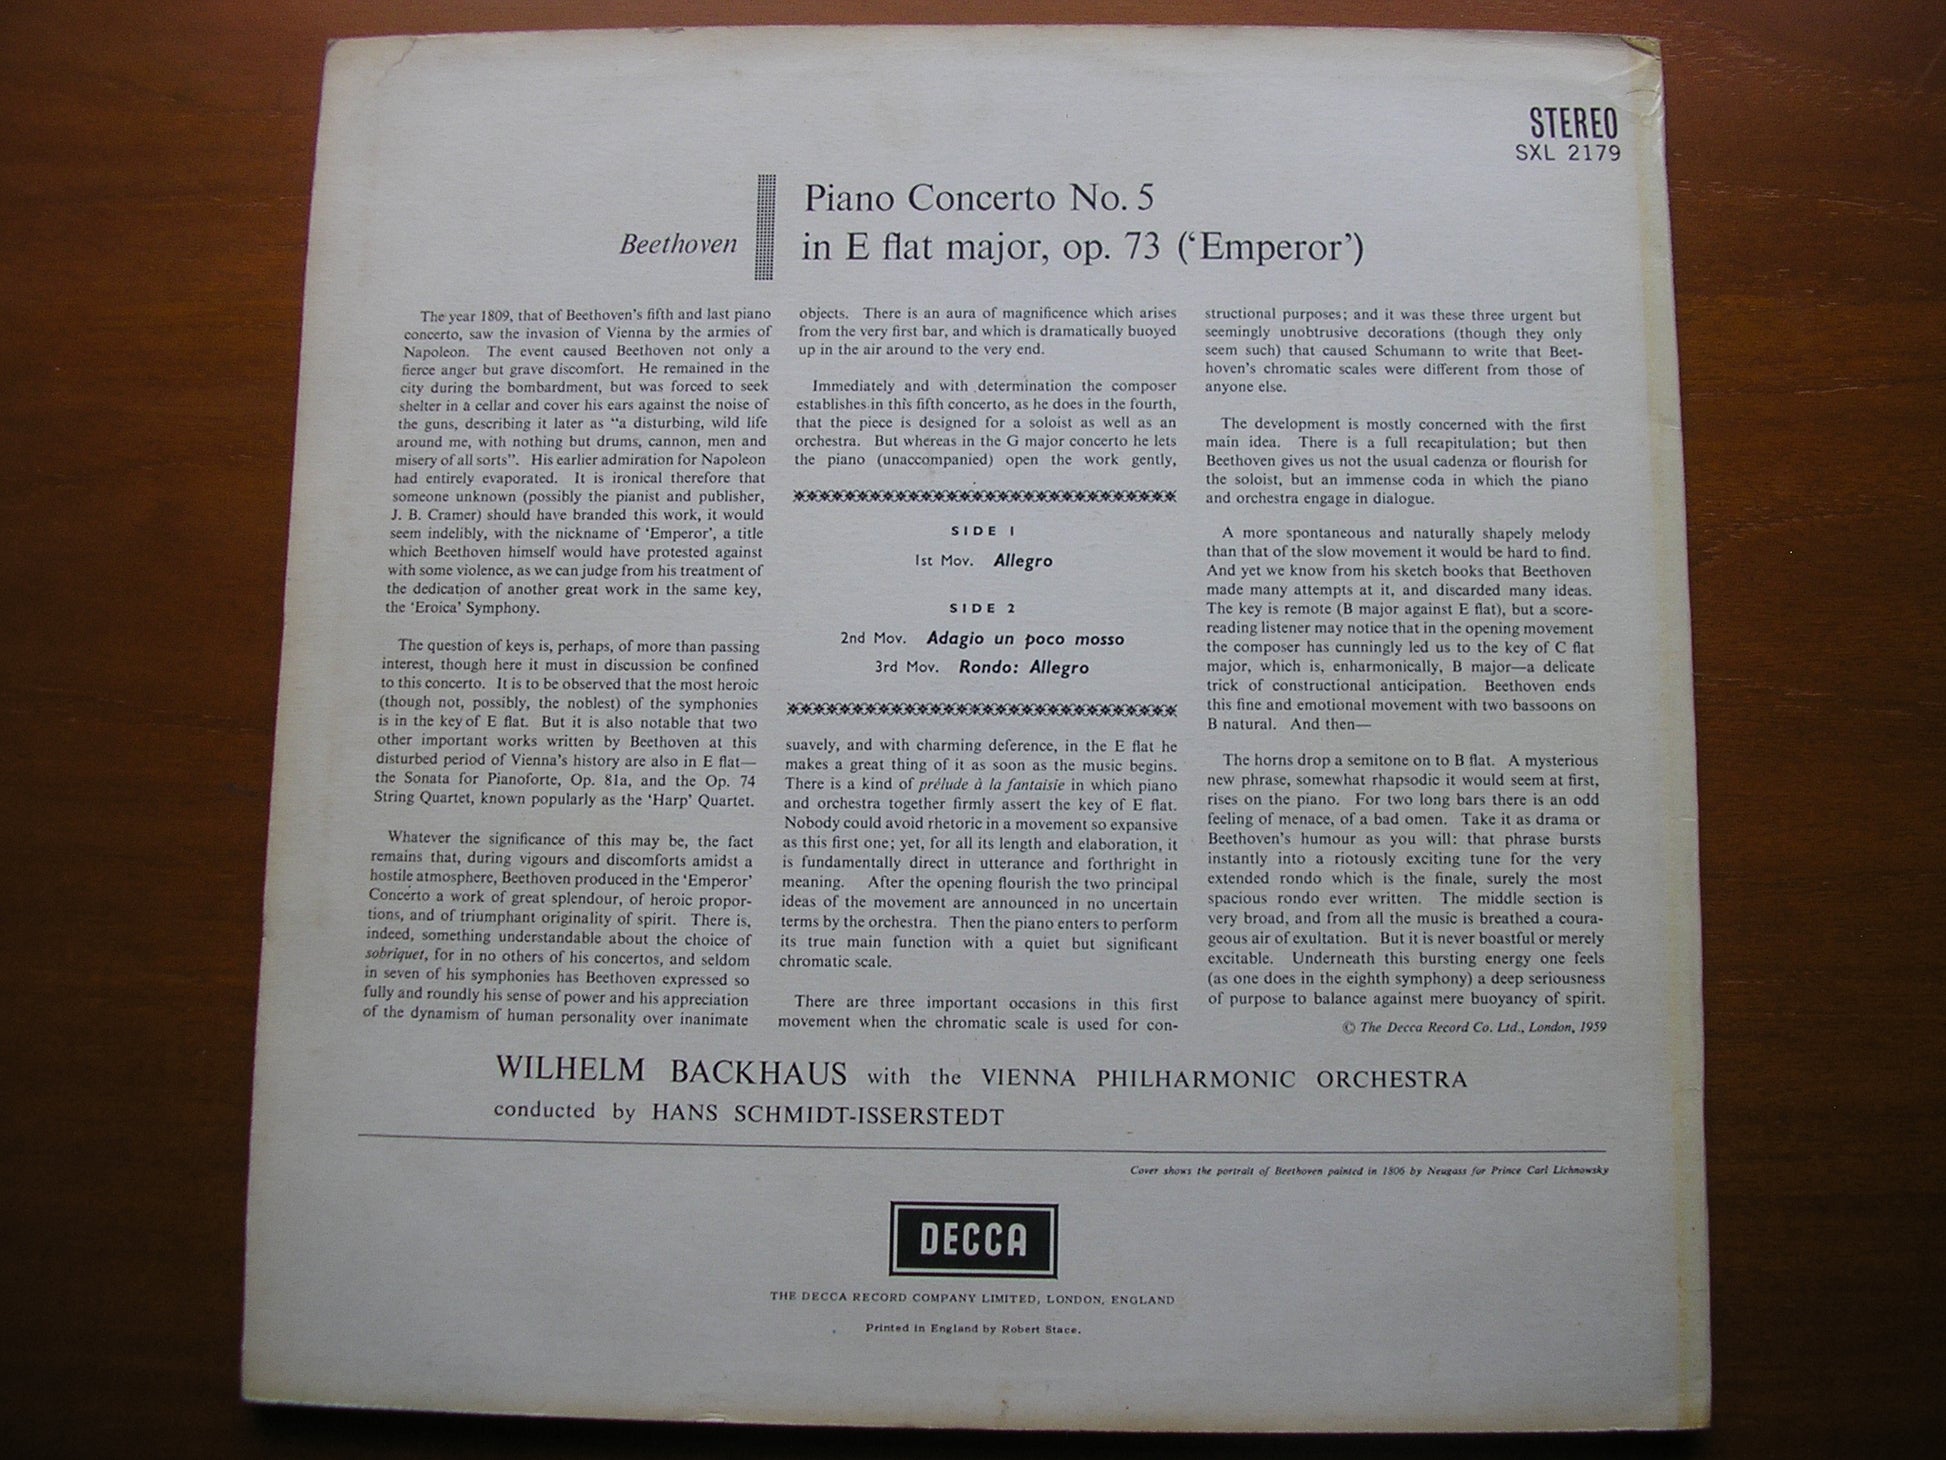 STEREO
SXL 2179
Beethoven
Piano Concerto No. 5
in E flat major, op. 73 (‘Emperor’)
The year 1809, that of Beethoven’s fifth and last piano
concerto, saw the invasion of Vienna by the armies of
Napoleon. The event caused Beethoven not only a
fierce anger but grave discomfort. He remained in the
city during the bombardment, but was forced to seek
shelter in a cellar and cover his ears against the noise of
the guns, describing it later as “a disturbing, wild life
around me, with nothing but drums, cannon, men and
misery of all sorts”. His earlier admiration for Napoleon
had entirely evaporated. It is ironical therefore that
someone unknown (possibly the pianist and publisher,
J. B. Cramer) should have branded this work, it would
seem indelibly, with the nickname of ‘Emperor’, a title
which Beethoven himself would have protested against
with some violence, as we can judge from his treatment of
the dedication of another great work in the same key,
the ‘Eroica’ Symphony.
The question of keys is, perhaps, of more than passing
interest, though here it must in discussion be confined
to this concerto. It is to be observed that the most heroic
(though not, possibly, the noblest) of the symphonies
is in the key of E flat. But it is also notable that two
other important works written by Beethoven at this
disturbed period of Vienna’s history are also in E flat—
the Sonata for Pianoforte, Op. 81a, and the Op. 74
String Quartet, known popularly as the ‘Harp’ Quartet.
Whatever the significance of this may be, the fact
remains that, during vigours and discomforts amidst a
hostile atmosphere, Beethoven produced in the ‘Emperor’
Concerto a work of great splendour, of heroic propor-
tions, and of triumphant originality of spirit. There is,
indeed, something understandable about the choice of
sobriquet, for in no others of his concertos, and seldom
in seven of his symphonies has Beethoven expressed so
fully and roundly his sense of power and his appreciation
of the dynamism of human personality over inanimate
objects. There is an aura of magnificence which arises
from the very first bar, and which is dramatically buoyed
up in the air around to the very end.
Immediately and with determination the composer
establishes in this fifth concerto, as he does in the fourth,
that the piece is designed for a soloist as well as an
orchestra. But whereas in the G major concerto he lets
the piano (unaccompanied) open the work gently,
SIDE 1
1st Mov. Allegro
SIDE 2
2nd Mov. Adagio un poco mosso
3rd Mov. Rondo: Allegro
suavely, and with charming deference, in the E flat he
makes a great thing of it as soon as the music begins.
There is a kind of prélude à la fantaisie in which piano
and orchestra together firmly assert the key of E flat.
Nobody could avoid rhetoric in a movement so expansive
as this first one; yet, for all its length and elaboration, it
is fundamentally direct in utterance and forthright in
meaning. After the opening flourish the two principal
ideas of the movement are announced in no uncertain
terms by the orchestra. Then the piano enters to perform
its true main function with a quiet but significant
chromatic scale.
There are three important occasions in this first
movement when the chromatic scale is used for con-
structional purposes; and it was these three urgent but
seemingly unobtrusive decorations (though they only
seem such) that caused Schumann to write that Beet-
hoven’s chromatic scales were different from those of
anyone else.
The development is mostly concerned with the first
main idea. There is a full recapitulation; but then
Beethoven gives us not the usual cadenza or flourish for
the soloist, but an immense coda in which the piano
and orchestra engage in dialogue.
A more spontaneous and naturally shapely melody
than that of the slow movement it would be hard to find.
And yet we know from his sketch books that Beethoven
made many attempts at it, and discarded many ideas.
The key is remote (B major against E flat), but a score-
reading listener may notice that in the opening movement
the composer has cunningly led us to the key of C flat
major, which is, enharmonically, B major—a delicate
trick of constructional anticipation. Beethoven ends
this fine and emotional movement with two bassoons on
B natural. And then—
The horns drop a semitone on to B flat. A mysterious
new phrase, somewhat rhapsodic it would seem at first,
rises on the piano. For two long bars there is an odd
feeling of menace, of a bad omen. Take it as drama or
Beethoven’s humour as you will: that phrase bursts
instantly into a riotously exciting tune for the very
extended rondo which is the finale, surely the most
spacious rondo ever written. The middle section is
very broad, and from all the music is breathed a coura-
geous air of exultation. But it is never boastful or merely
excitable. Underneath this bursting energy one feels
(as one does in the eighth symphony) a deep seriousness
of purpose to balance against mere buoyancy of spirit.
© The Decca Record Co. Ltd., London, 1959
WILHELM BACKHAUS with the VIENNA PHILHARMONIC ORCHESTRA
conducted by HANS SCHMIDT-ISSERSTEDT
Cover shows the portrait of Beethoven painted in 1806 by Neugass for Prince Carl Lichnowsky
DECCA
THE DECCA RECORD COMPANY LIMITED, LONDON, ENGLAND
Printed in England by Robert Stace.